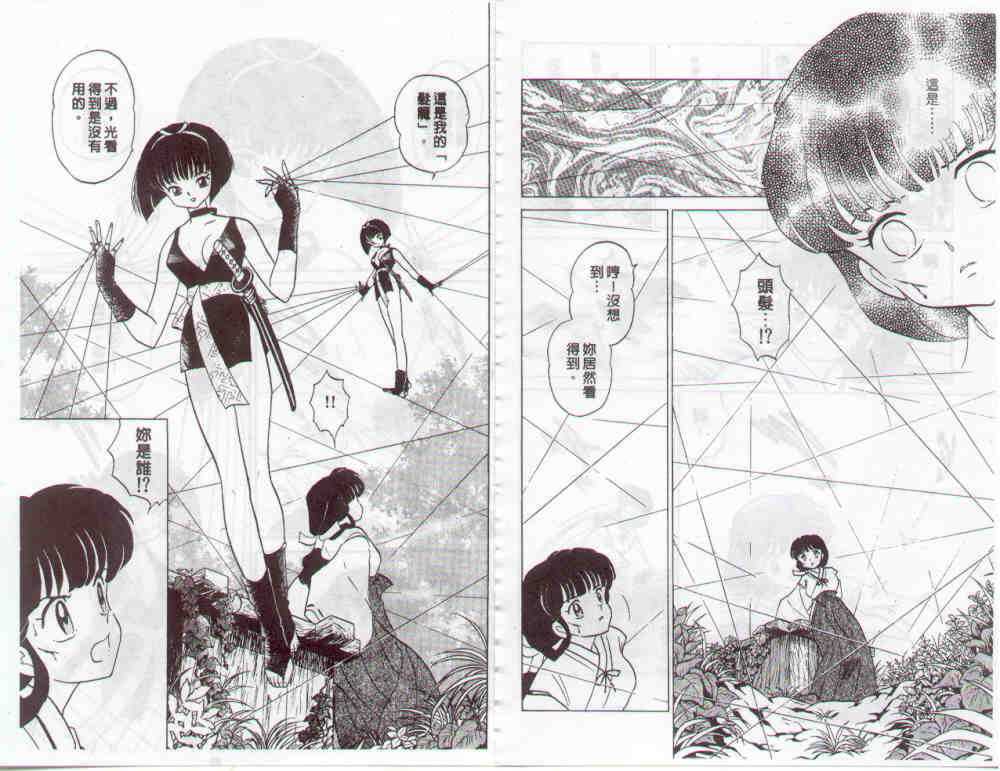 這是……
頭髮…!?
哼－沒想
到…
妳居然看
得到。
這是我的「
髮籠」。
不過，光看
得到是沒有
用的。
!!
妳是誰!?